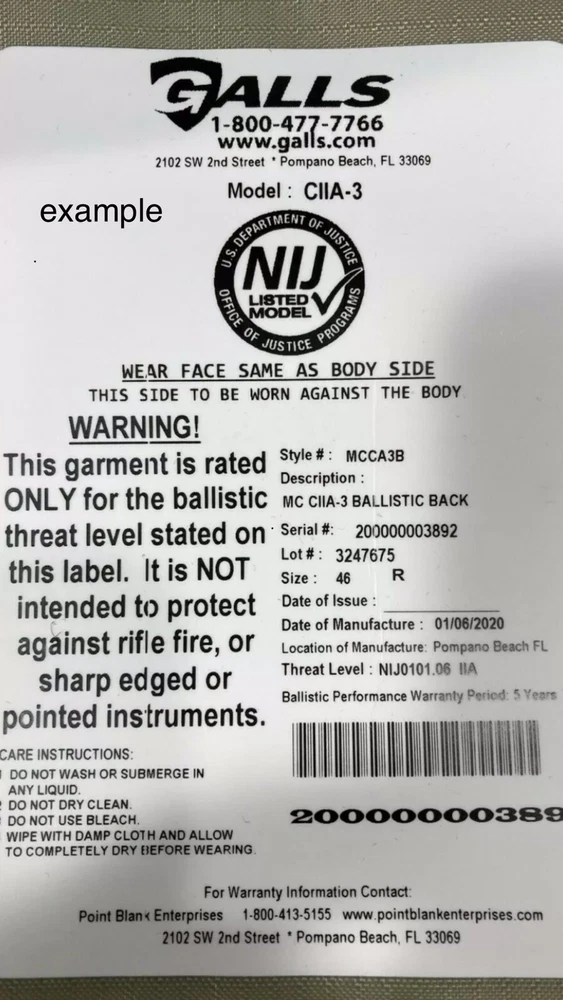 GALLS
1-800-477-7766
www.galls.com
2102 SW 2nd Street * Pompano Beach, FL 33069
Model : CIIA-3
example
U.S. DEPARTMENT OF JUSTICE
NIJ
LISTED
MODEL
OFFICE OF JUSTICE PROGRAMS
WEAR FACE SAME AS BODY SIDE
THIS SIDE TO BE WORN AGAINST THE BODY
WARNING!
This garment is rated
ONLY for the ballistic
threat level stated on
this label. It is NOT
intended to protect
against rifle fire, or
sharp edged or
pointed instruments.
Style # : MCCA3B
Description :
MC CIIA-3 BALLISTIC BACK
Serial #: 200000003892
Lot # : 3247675
Size : 46 R
Date of Issue :
Date of Manufacture : 01/06/2020
Location of Manufacture: Pompano Beach FL
Threat Level : NIJ0101.06 IIA
Ballistic Performance Warranty Period: 5 Years
CARE INSTRUCTIONS:
DO NOT WASH OR SUBMERGE IN
ANY LIQUID.
DO NOT DRY CLEAN.
DO NOT USE BLEACH.
WIPE WITH DAMP CLOTH AND ALLOW
TO COMPLETELY DRY BEFORE WEARING.
20000000389
For Warranty Information Contact:
Point Blank Enterprises 1-800-413-5155 www.pointblankenterprises.com
2102 SW 2nd Street * Pompano Beach, FL 33069